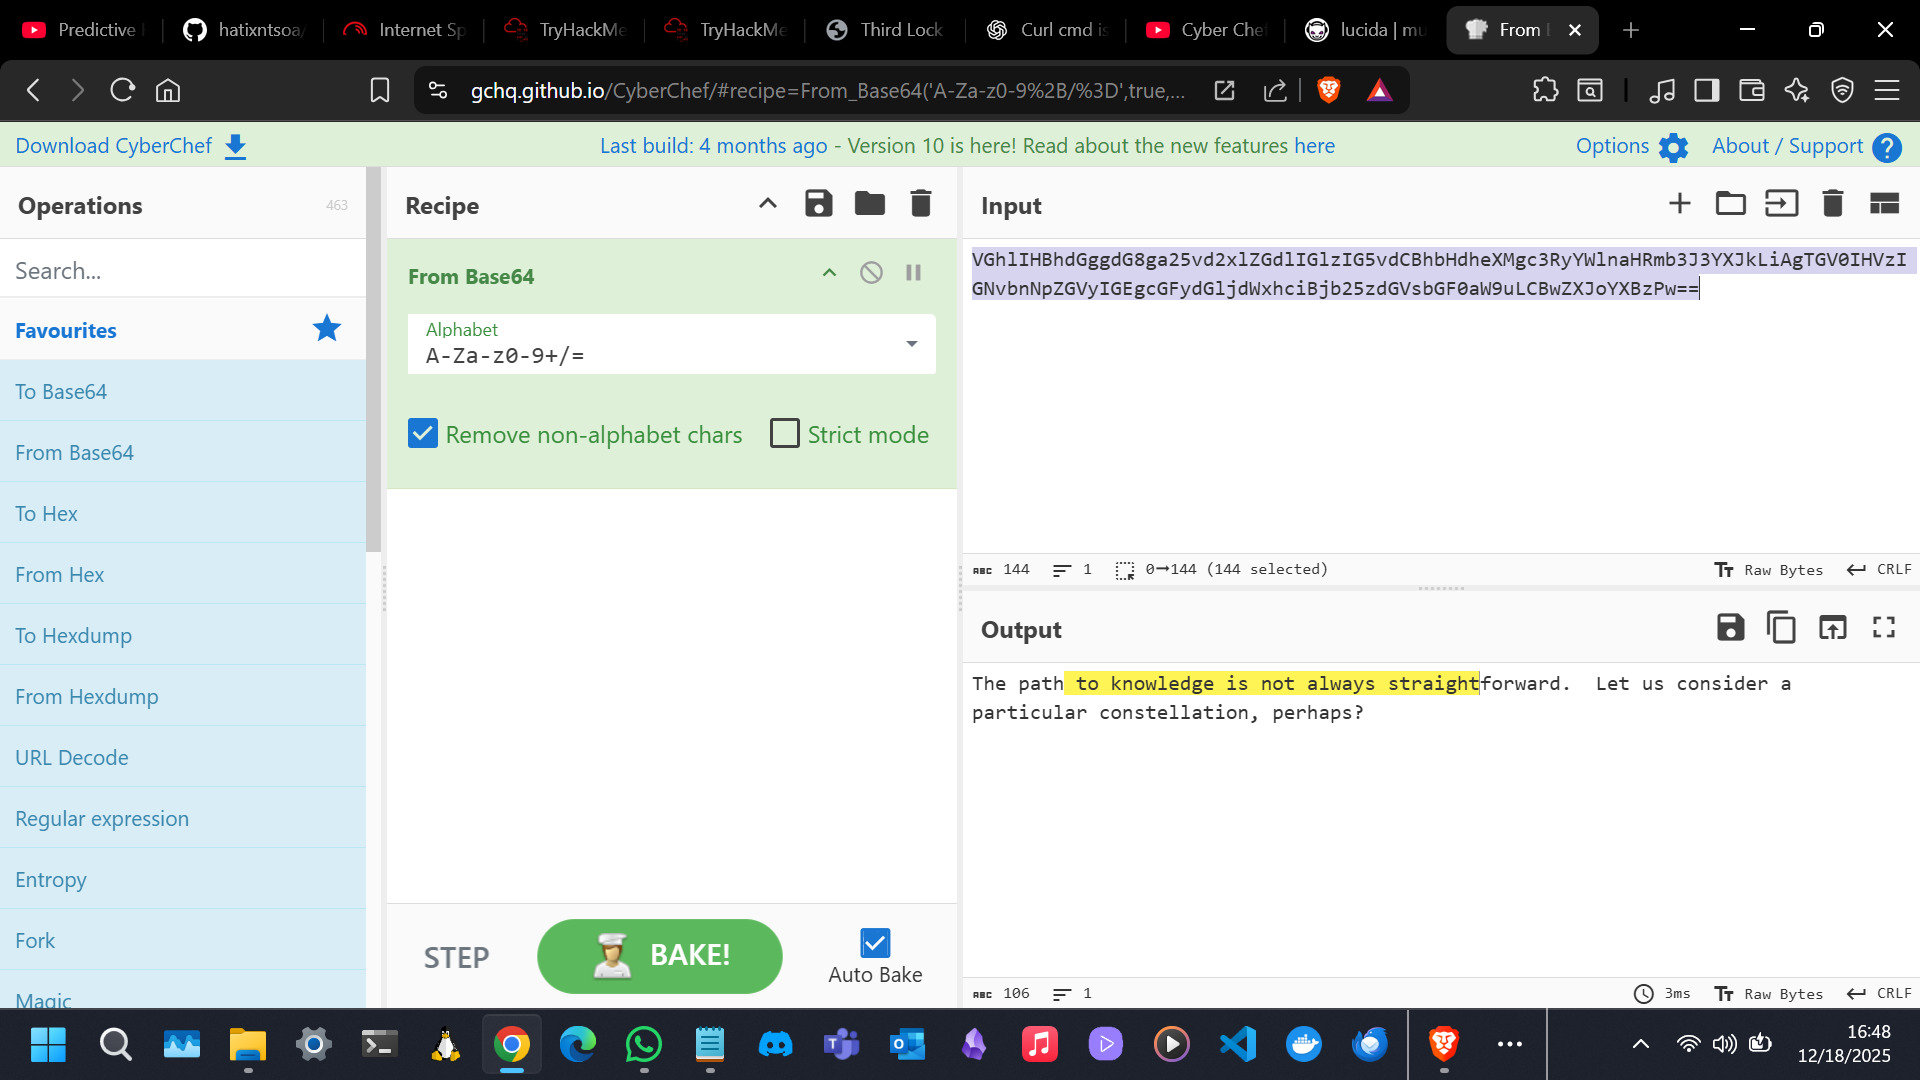 Predictive
hatixntsoa/
Internet Sp
TryHackMe
TryHackMe
Third Lock
Curl cmd is
Cyber Chef
lucida | mu
From
gchq.github.io/CyberChef/#recipe=From_Base64('A-Za-z0-9%2B/%3D',true,...
Download CyberChef
Last build: 4 months ago - Version 10 is here! Read about the new features here
Options
About / Support
Operations
463
Recipe
Input
Search...
Favourites
To Base64
From Base64
To Hex
From Hex
To Hexdump
From Hexdump
URL Decode
Regular expression
Entropy
Fork
Magic
From Base64
Alphabet
A-Za-z0-9+/=
Remove non-alphabet chars
Strict mode
STEP
BAKE!
Auto Bake
VGhlIHBhdGggdG8ga25vd2xlZGdlIGlzIG5vdCBhbHdheXMgc3RyYWlnaHRmb3J3YXJkLiAgTGV0IHVzI
GNvbnNpZGVyIGEgcGFydGljdWxhciBjb25zdGVsbGF0aW9uLCBwZXJoYXBzPw==
144
1
0→144 (144 selected)
Raw Bytes
CRLF
Output
The path to knowledge is not always straightforward.  Let us consider a
particular constellation, perhaps?
106
1
3ms
Raw Bytes
CRLF
16:48
12/18/2025